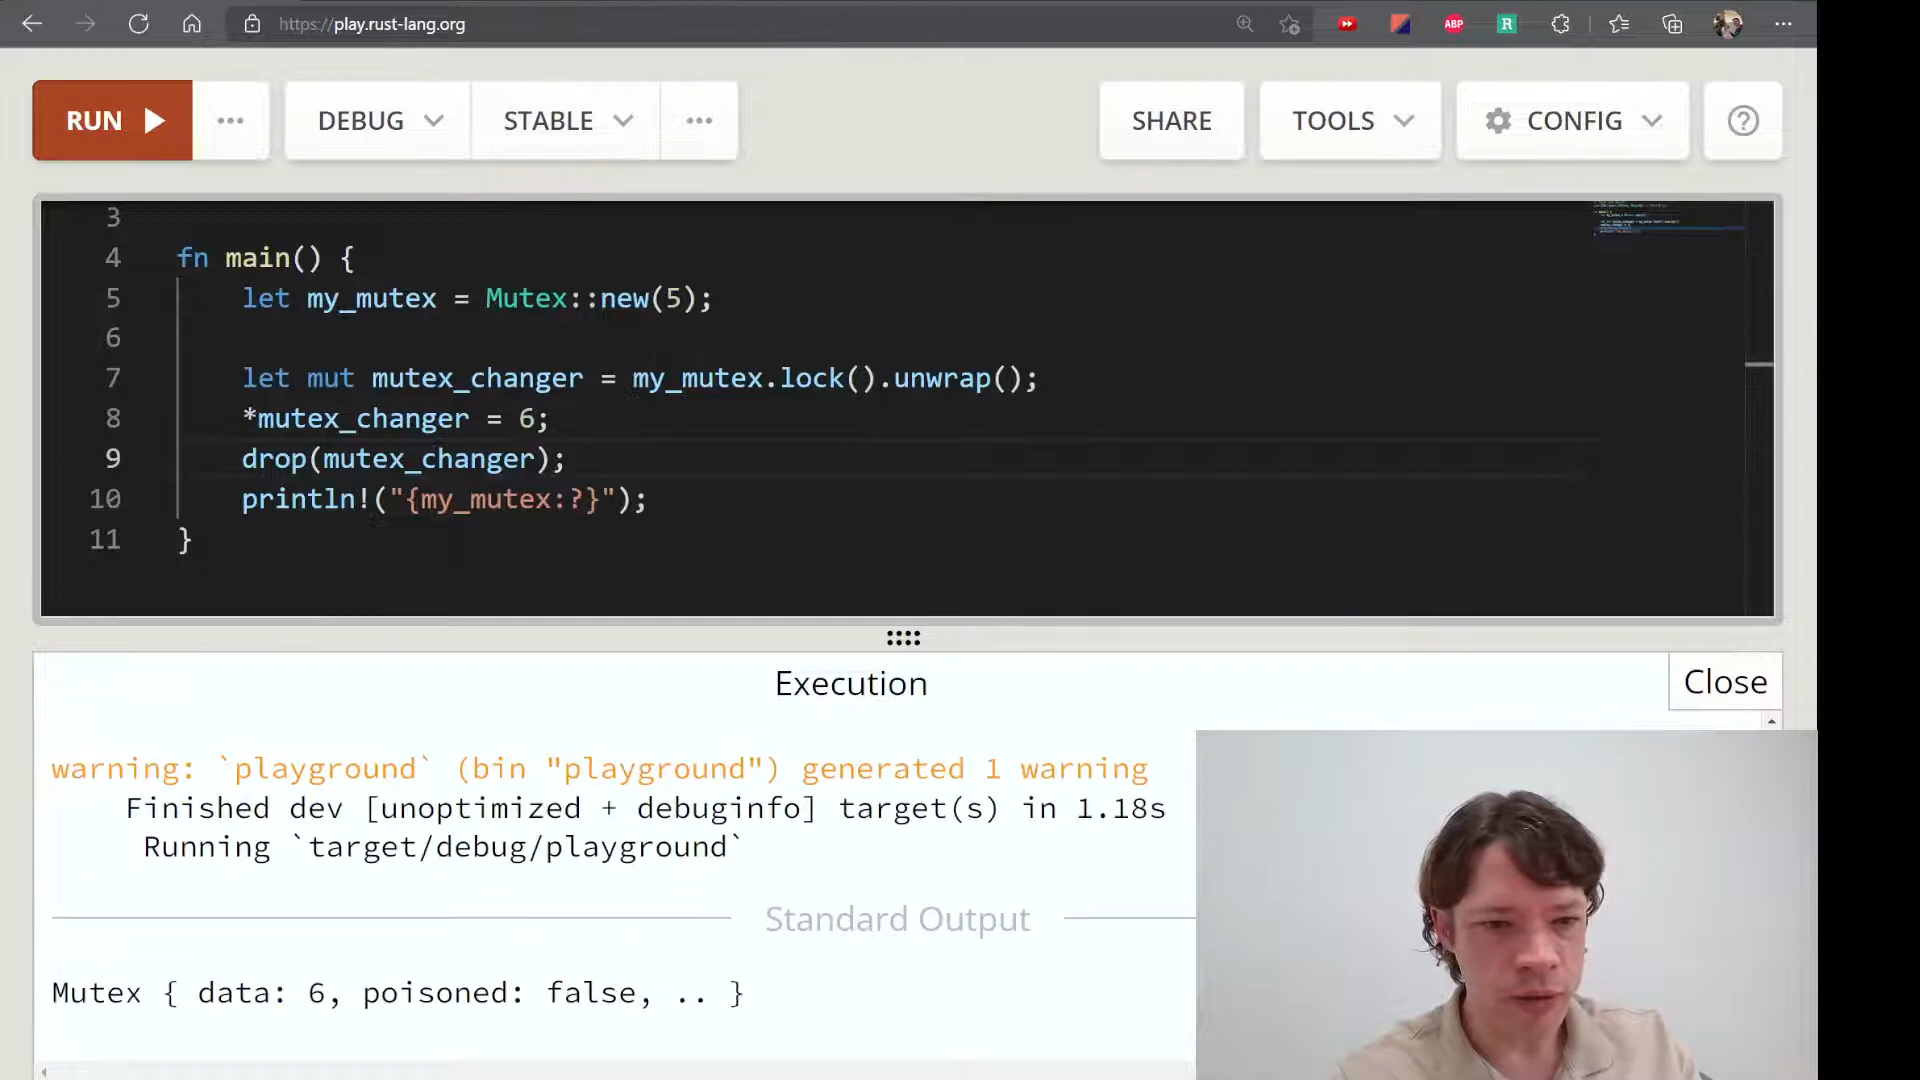 https://play.rust-lang.org
ABP
R
RUN
DEBUG
STABLE
SHARE
TOOLS
CONFIG
3
4 fn main() {
5 let my_mutex = Mutex::new(5);
6
7 let mut mutex_changer = my_mutex.lock().unwrap();
8 *mutex_changer = 6;
9 drop(mutex_changer);
10 println!("{my_mutex:?}");
11 }
Execution
Close
warning: `playground` (bin "playground") generated 1 warning
Finished dev [unoptimized + debuginfo] target(s) in 1.18s
Running `target/debug/playground`
Standard Output
Mutex { data: 6, poisoned: false, .. }